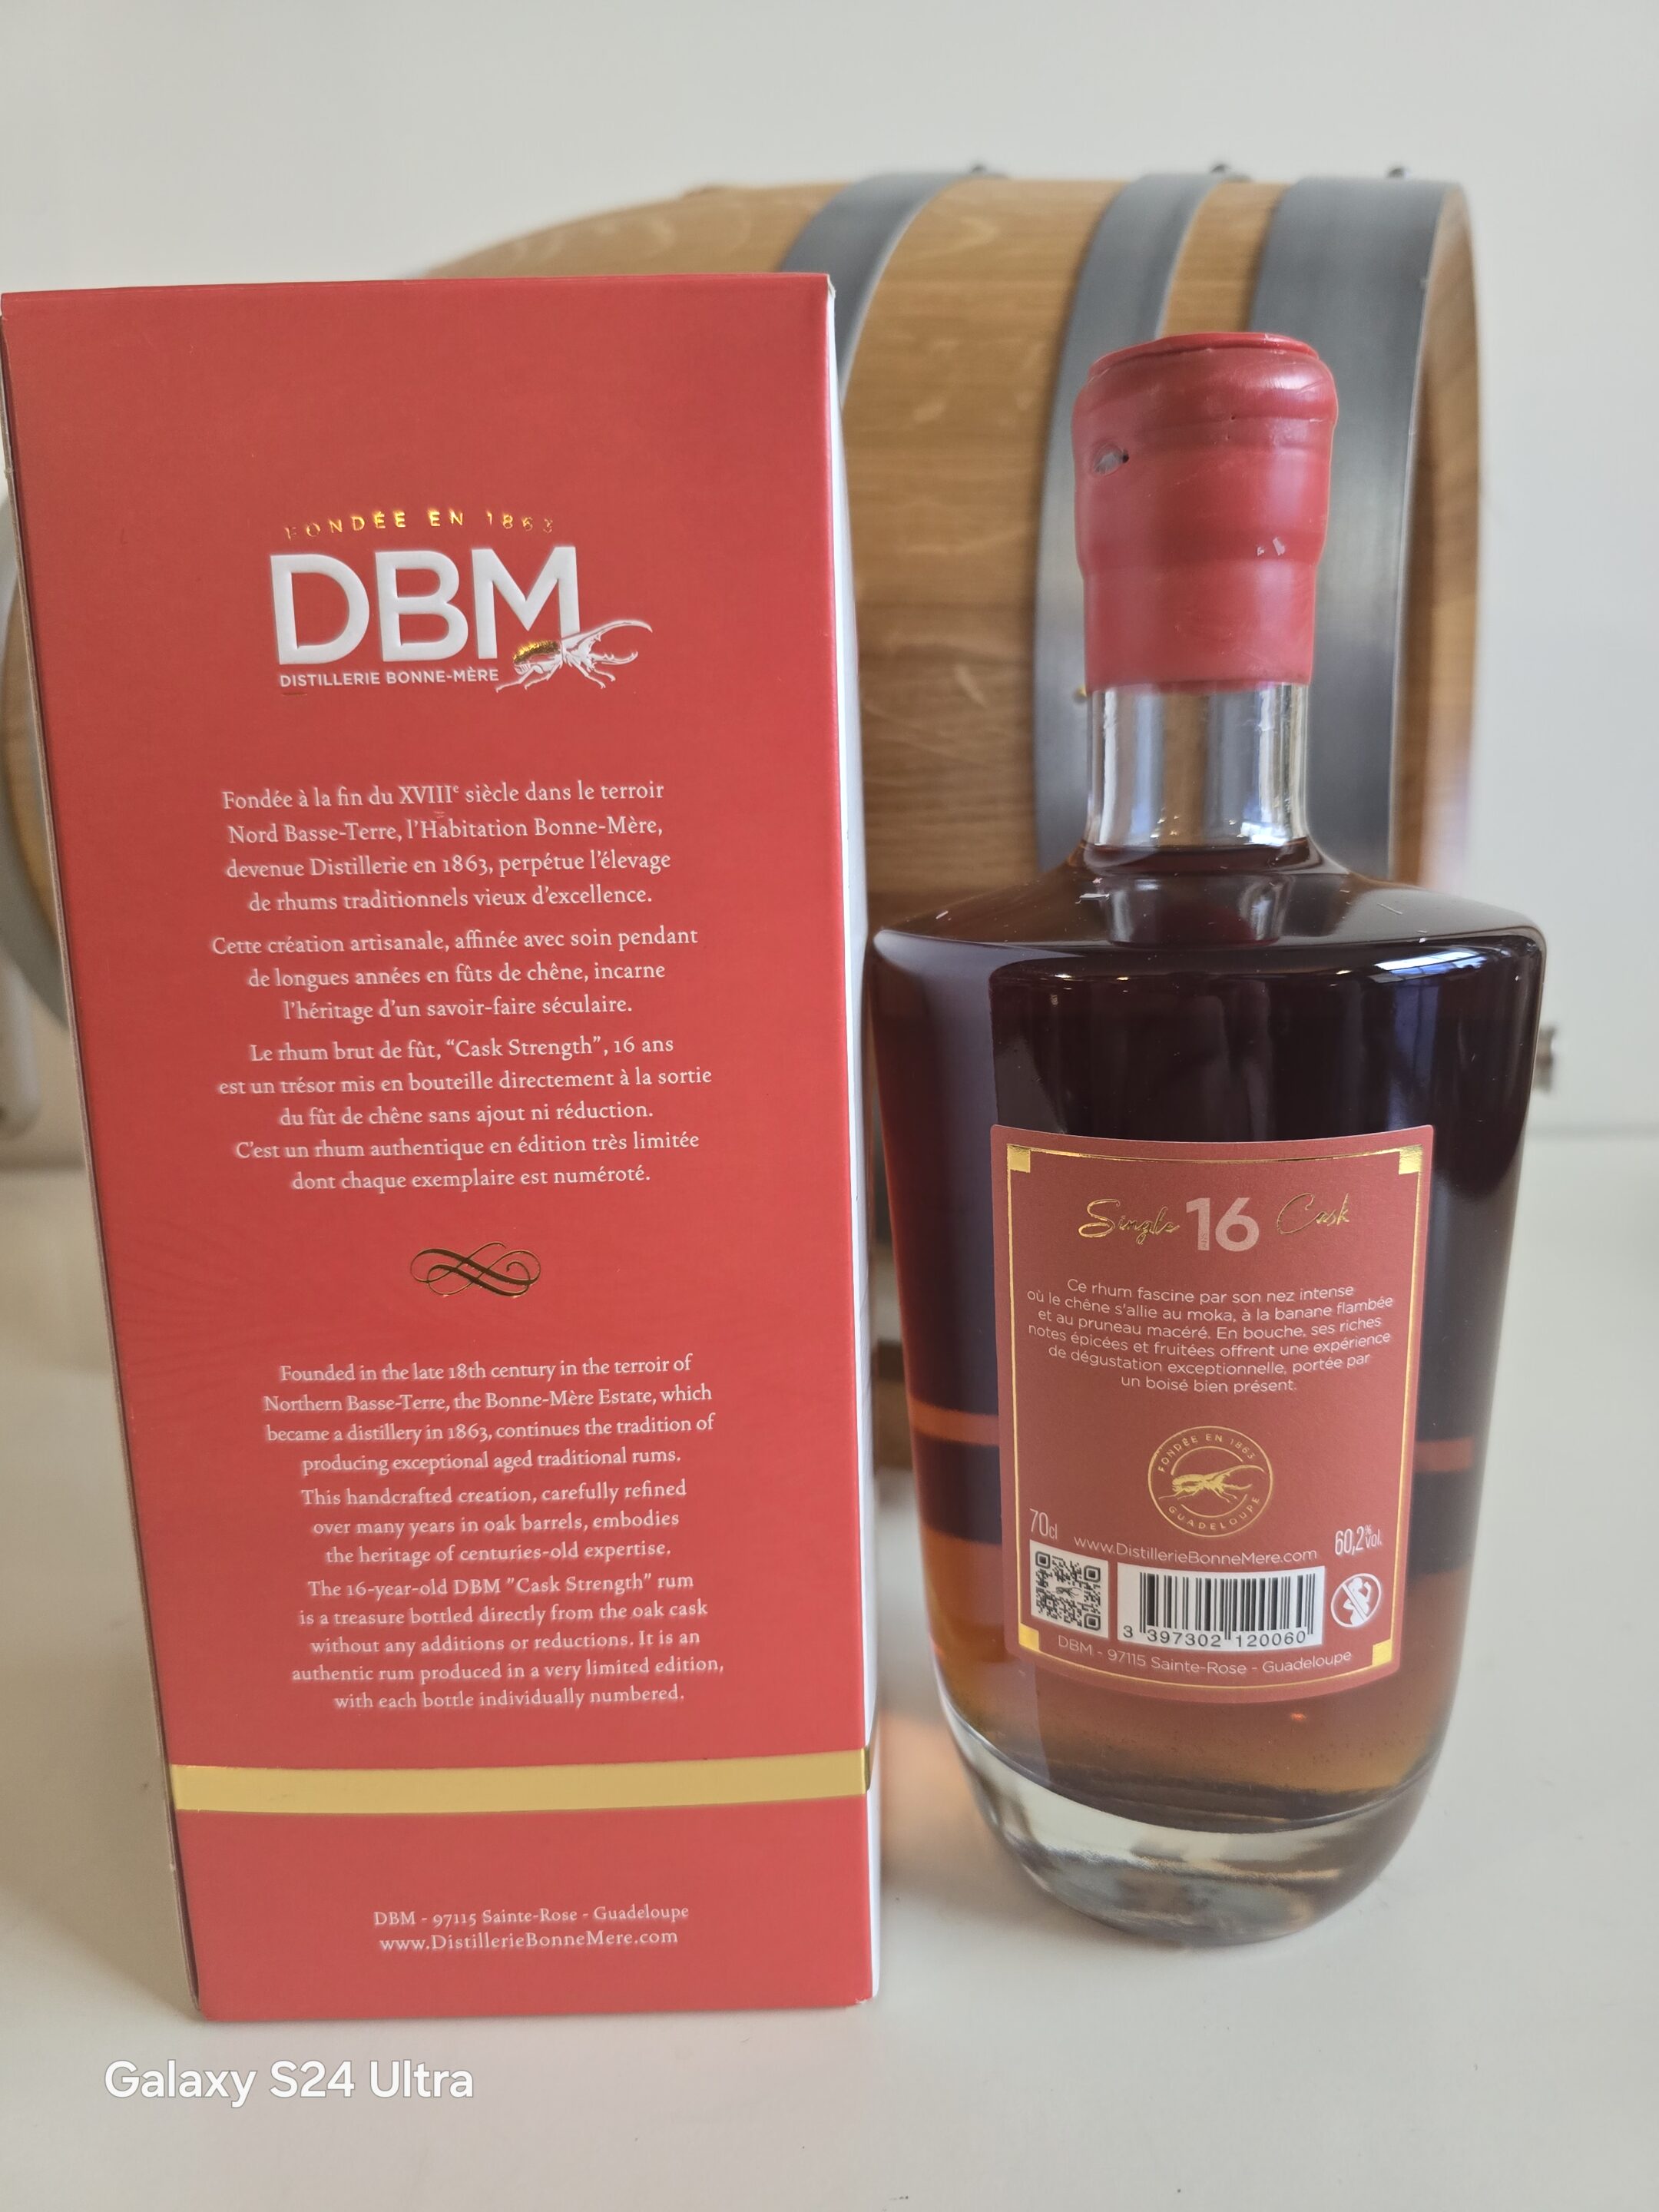 FONDÉE EN 1863
DBM
DISTILLERIE BONNE-MÈRE
Fondée à la fin du XVIIIᵉ siècle dans le terroir
Nord Basse-Terre, l'Habitation Bonne-Mère,
devenue Distillerie en 1863, perpétue l'élevage
de rhums traditionnels vieux d'excellence.
Cette création artisanale, affinée avec soin pendant
de longues années en fûts de chêne, incarne
l'héritage d'un savoir-faire séculaire.
Le rhum brut de fût, “Cask Strength”, 16 ans
est un trésor mis en bouteille directement à la sortie
du fût de chêne sans ajout ni réduction.
C'est un rhum authentique en édition très limitée
dont chaque exemplaire est numéroté.
Founded in the late 18th century in the terroir of
Northern Basse-Terre, the Bonne-Mère Estate, which
became a distillery in 1863, continues the tradition of
producing exceptional aged traditional rums.
This handcrafted creation, carefully refined
over many years in oak barrels, embodies
the heritage of centuries-old expertise.
The 16-year-old DBM "Cask Strength" rum
is a treasure bottled directly from the oak cask
without any additions or reductions. It is an
authentic rum produced in a very limited edition,
with each bottle individually numbered.
DBM - 97115 Sainte-Rose - Guadeloupe
www.DistillerieBonneMere.com
Single 16 Cask
Ce rhum fascine par son nez intense
où le chêne s'allie au moka, à la banane flambée
et au pruneau macéré. En bouche, ses riches
notes épicées et fruitées offrent une expérience
de dégustation exceptionnelle, portée par
un boisé bien présent.
FONDÉE EN 1863
GUADELOUPE
70cl
www.DistillerieBonneMere.com
60,2% vol.
3 397302 120060
DBM - 97115 Sainte-Rose - Guadeloupe
Galaxy S24 Ultra